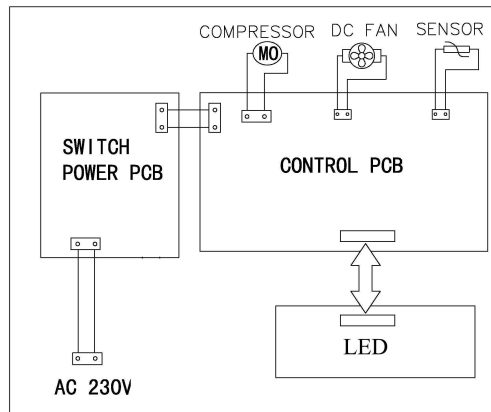 COMPRESSOR DC FAN SENSOR
MO
SWITCH
POWER PCB
CONTROL PCB
LED
AC 230V